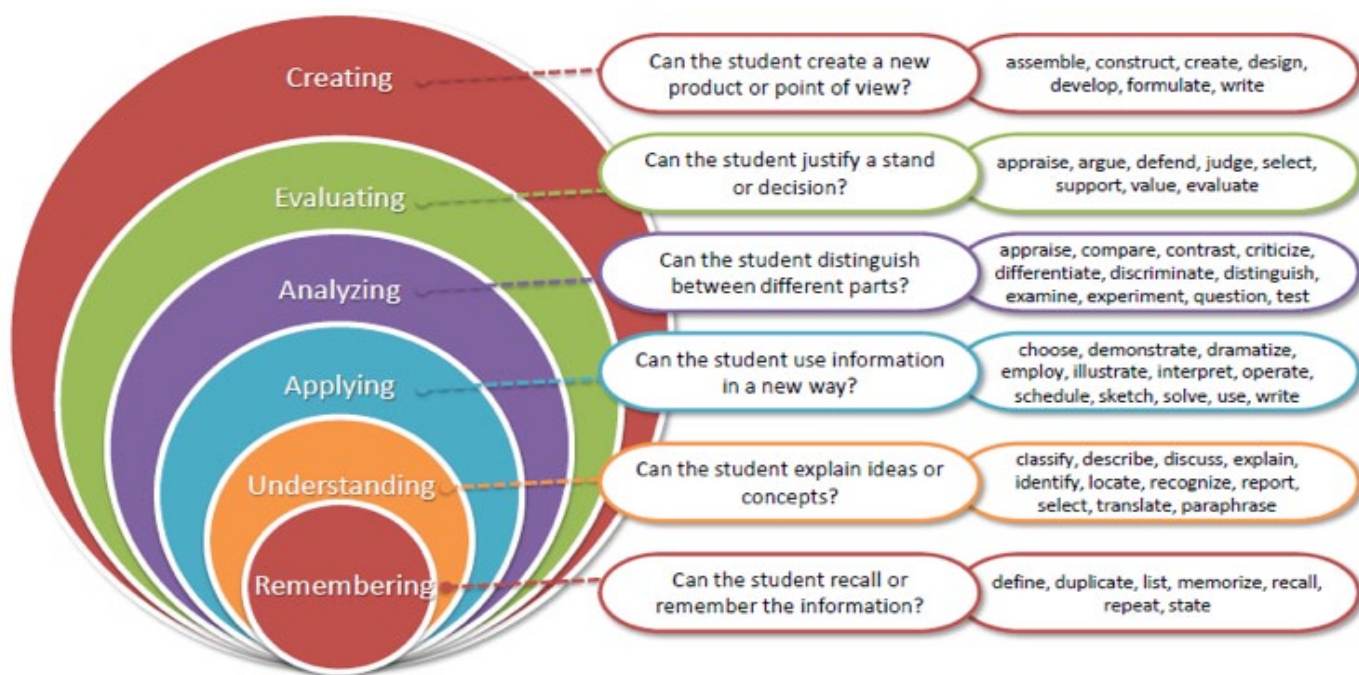 Creating
Can the student create a new
product or point of view?
assemble, construct, create, design,
develop, formulate, write
Evaluating
Can the student justify a stand
or decision?
appraise, argue, defend, judge, select,
support, value, evaluate
Analyzing
Can the student distinguish
between different parts?
appraise, compare, contrast, criticize,
differentiate, discriminate, distinguish,
examine, experiment, question, test
Applying
Can the student use information
in a new way?
choose, demonstrate, dramatize,
employ, illustrate, interpret, operate,
schedule, sketch, solve, use, write
Understanding
Can the student explain ideas or
concepts?
classify, describe, discuss, explain,
identify, locate, recognize, report,
select, translate, paraphrase
Remembering
Can the student recall or
remember the information?
define, duplicate, list, memorize, recall,
repeat, state